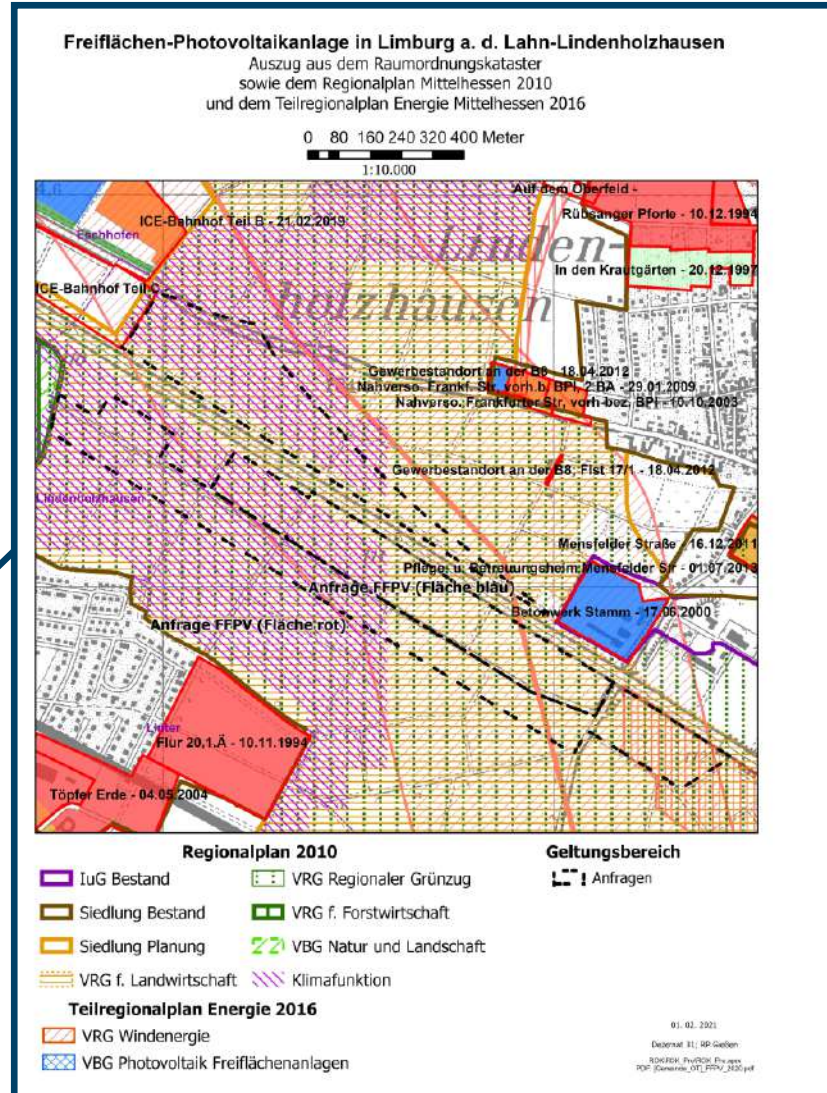 Freiflächen-Photovoltaikanlage in Limburg a. d. Lahn-Lindenholzhausen
Auszug aus dem Raumordnungskataster
sowie dem Regionalplan Mittelhessen 2010
und dem Teilregionalplan Energie Mittelhessen 2016
0 80 160 240 320 400 Meter
1:10.000
Auf dem Oberfeld -
Rübsanger Pforte - 10.12.1994
ICE-Bahnhof Teil B - 21.02.2019
Eschhofen
Linden-
In den Krautgärten - 20.12.1997
ICE-Bahnhof Teil C
holzhausen
Gewerbestandort an der B8 - 18.04.2012
Nahverso. Frankf. Str, vorh.b, BPl, 2.BA - 29.01.2009
Nahverso. Frankfurter Str, vorh-bez, BPl - 10.10.2003
Gewerbestandort an der B8; Flst 17/1 - 18.04.2012
Lindenholzhausen
Mensfelder Straße - 16.12.2011
Pflege- u. Betreuungsheim Mensfelder Str - 01.07.2013
Anfrage FFPV (Fläche blau)
Betonwerk Stamm - 17.06.2000
Anfrage FFPV (Fläche rot)
Linter
Flur 20,1.Ä - 10.11.1994
Töpfer Erde - 04.05.2004
Regionalplan 2010
Geltungsbereich
IuG Bestand
VRG Regionaler Grünzug
Anfragen
Siedlung Bestand
VRG f. Forstwirtschaft
Siedlung Planung
VBG Natur und Landschaft
VRG f. Landwirtschaft
Klimafunktion
Teilregionalplan Energie 2016
VRG Windenergie
VBG Photovoltaik Freiflächenanlagen
01. 02. 2021
Dezernat 31; RP Gießen